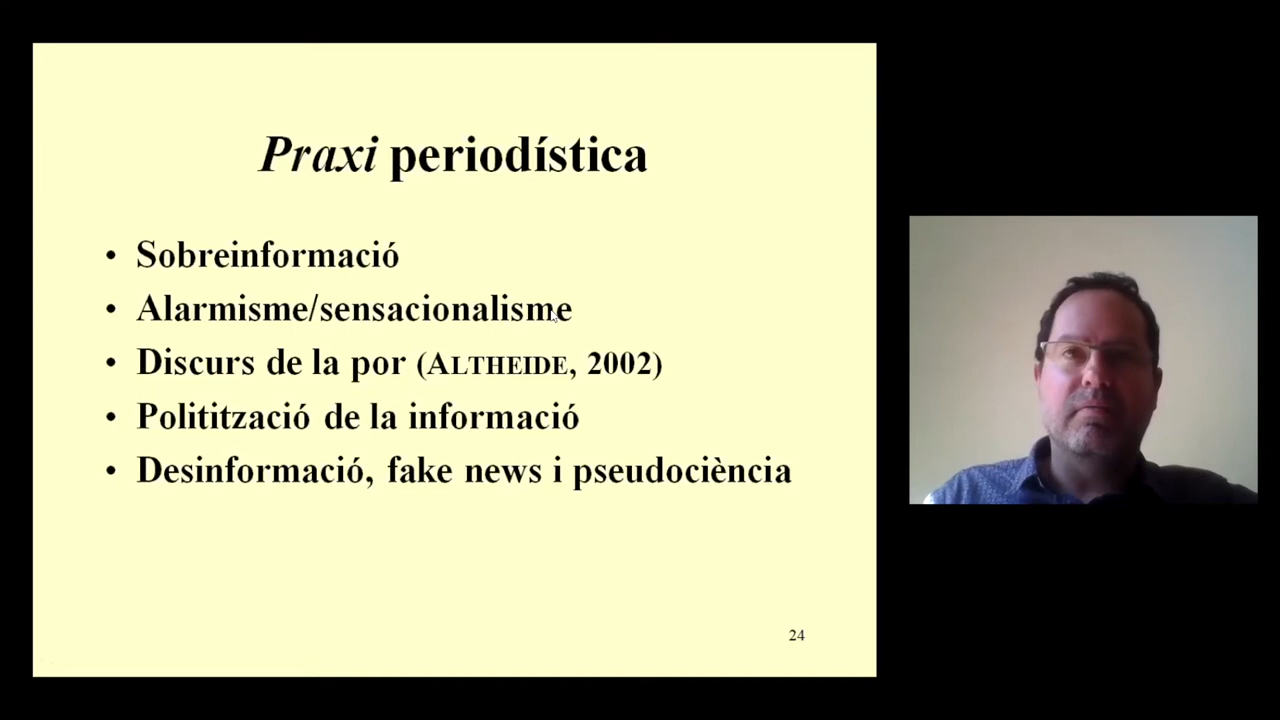 Praxi periodística
• Sobreinformació
• Alarmisme/sensacionalisme
• Discurs de la por (ALTHEIDE, 2002)
• Politització de la informació
• Desinformació, fake news i pseudociència
24